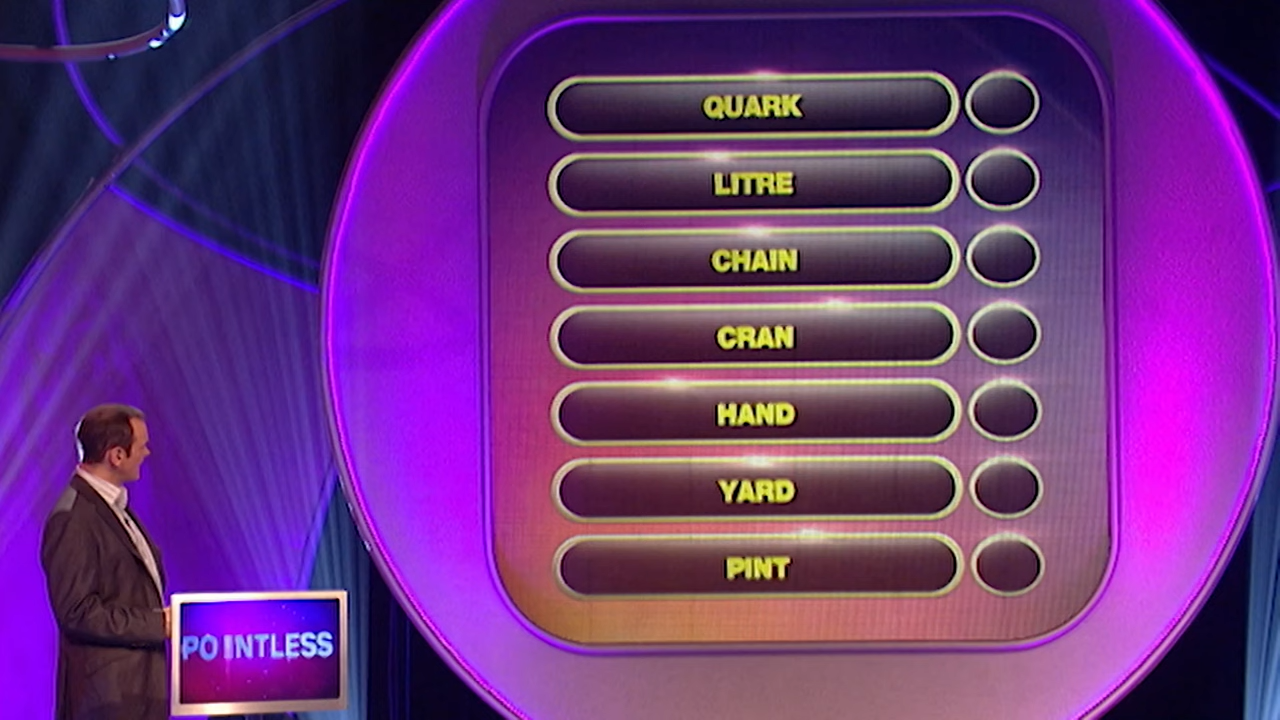 QUARK
LITRE
CHAIN
CRAN
HAND
YARD
PINT
POINTLESS